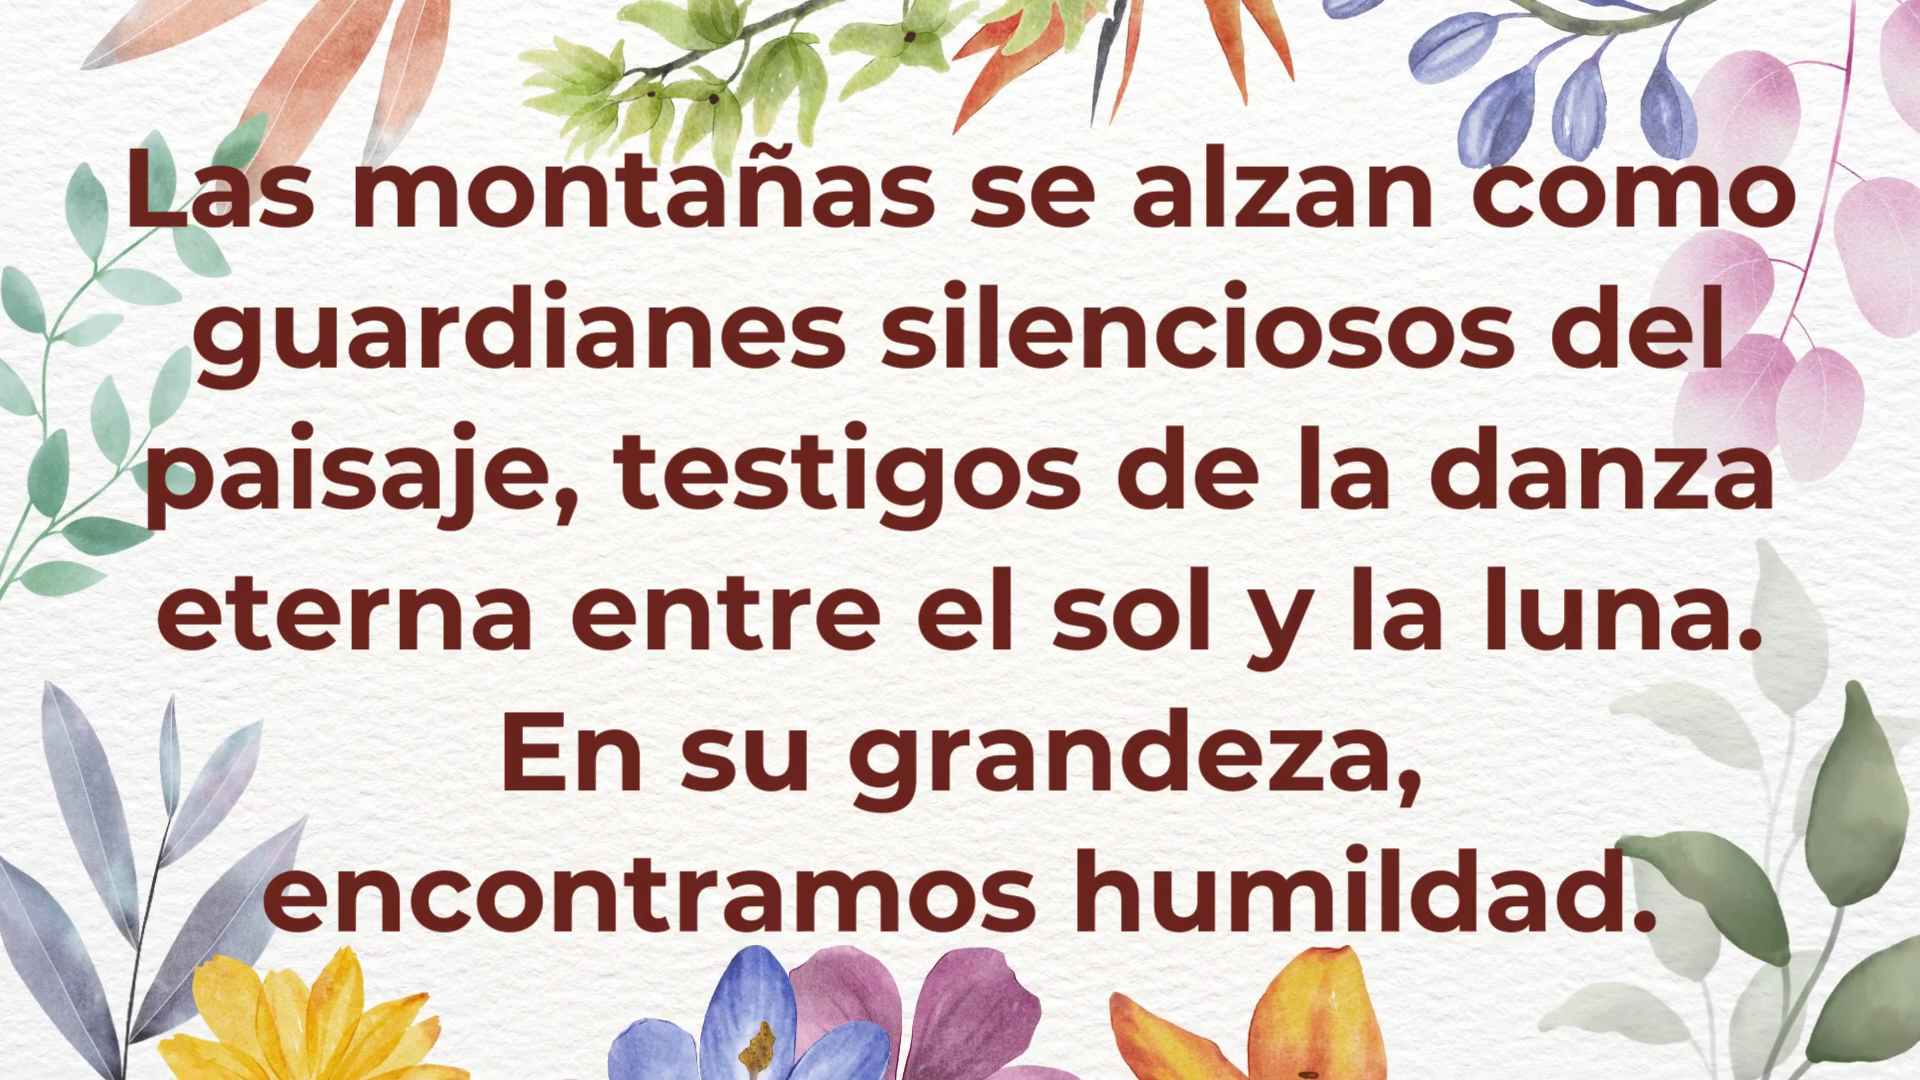 Las montañas se alzan como
guardianes silenciosos del
paisaje, testigos de la danza
eterna entre el sol y la luna.
En su grandeza,
encontramos humildad.